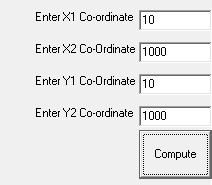 Enter X1 Co-ordinate 10
Enter X2 Co-Ordinate 1000
Enter Y1 Co-ordinate 10
Enter Y2 Co-ordinate 1000
Compute